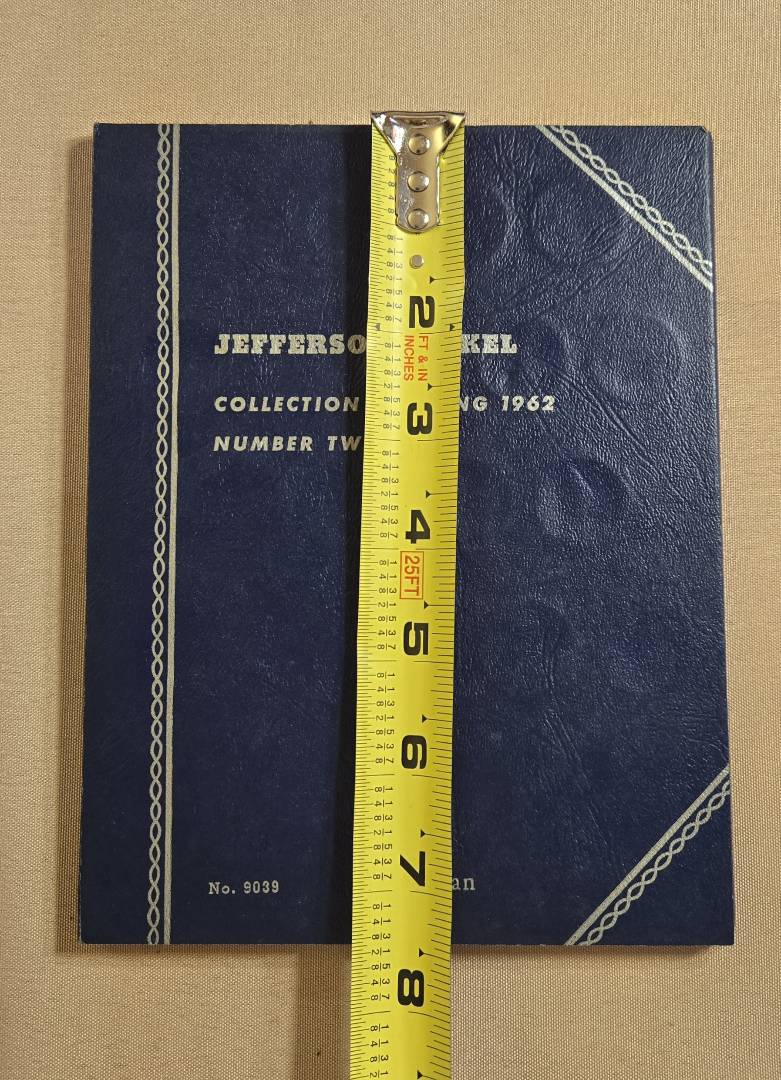 JEFFERSO KEL
COLLECTION NG 1962
NUMBER TW
No. 9039
an
2
FT & IN
INCHES
3
4
25FT
5
6
7
8